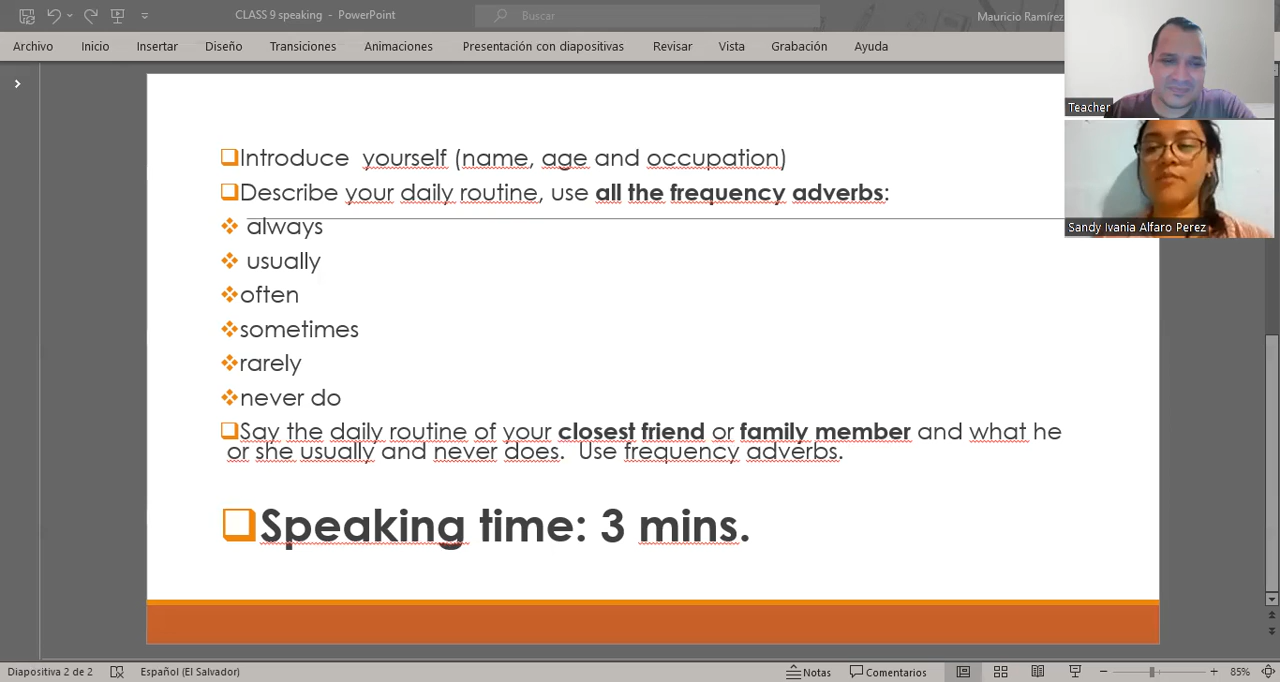 CLASS 9 speaking - PowerPoint
Buscar
Mauricio Ramírez
Archivo Inicio Insertar Diseño Transiciones Animaciones Presentación con diapositivas Revisar Vista Grabación Ayuda
Teacher
Sandy Ivania Alfaro Perez
Introduce yourself (name, age and occupation)
Describe your daily routine, use all the frequency adverbs:
always
usually
often
sometimes
rarely
never do
Say the daily routine of your closest friend or family member and what he
or she usually and never does. Use frequency adverbs.
Speaking time: 3 mins.
Diapositiva 2 de 2 Español (El Salvador) Notas Comentarios 85%